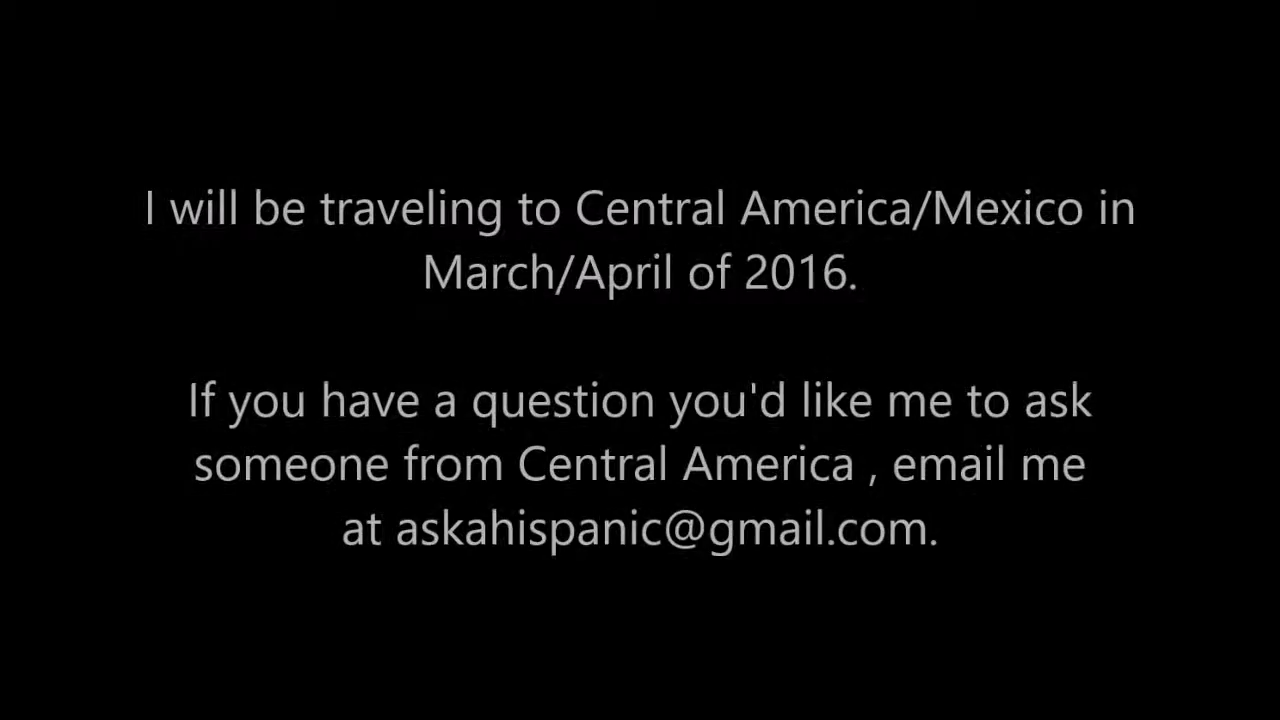 I will be traveling to Central America/Mexico in
March/April of 2016.
If you have a question you'd like me to ask
someone from Central America , email me
at askahispanic@gmail.com.